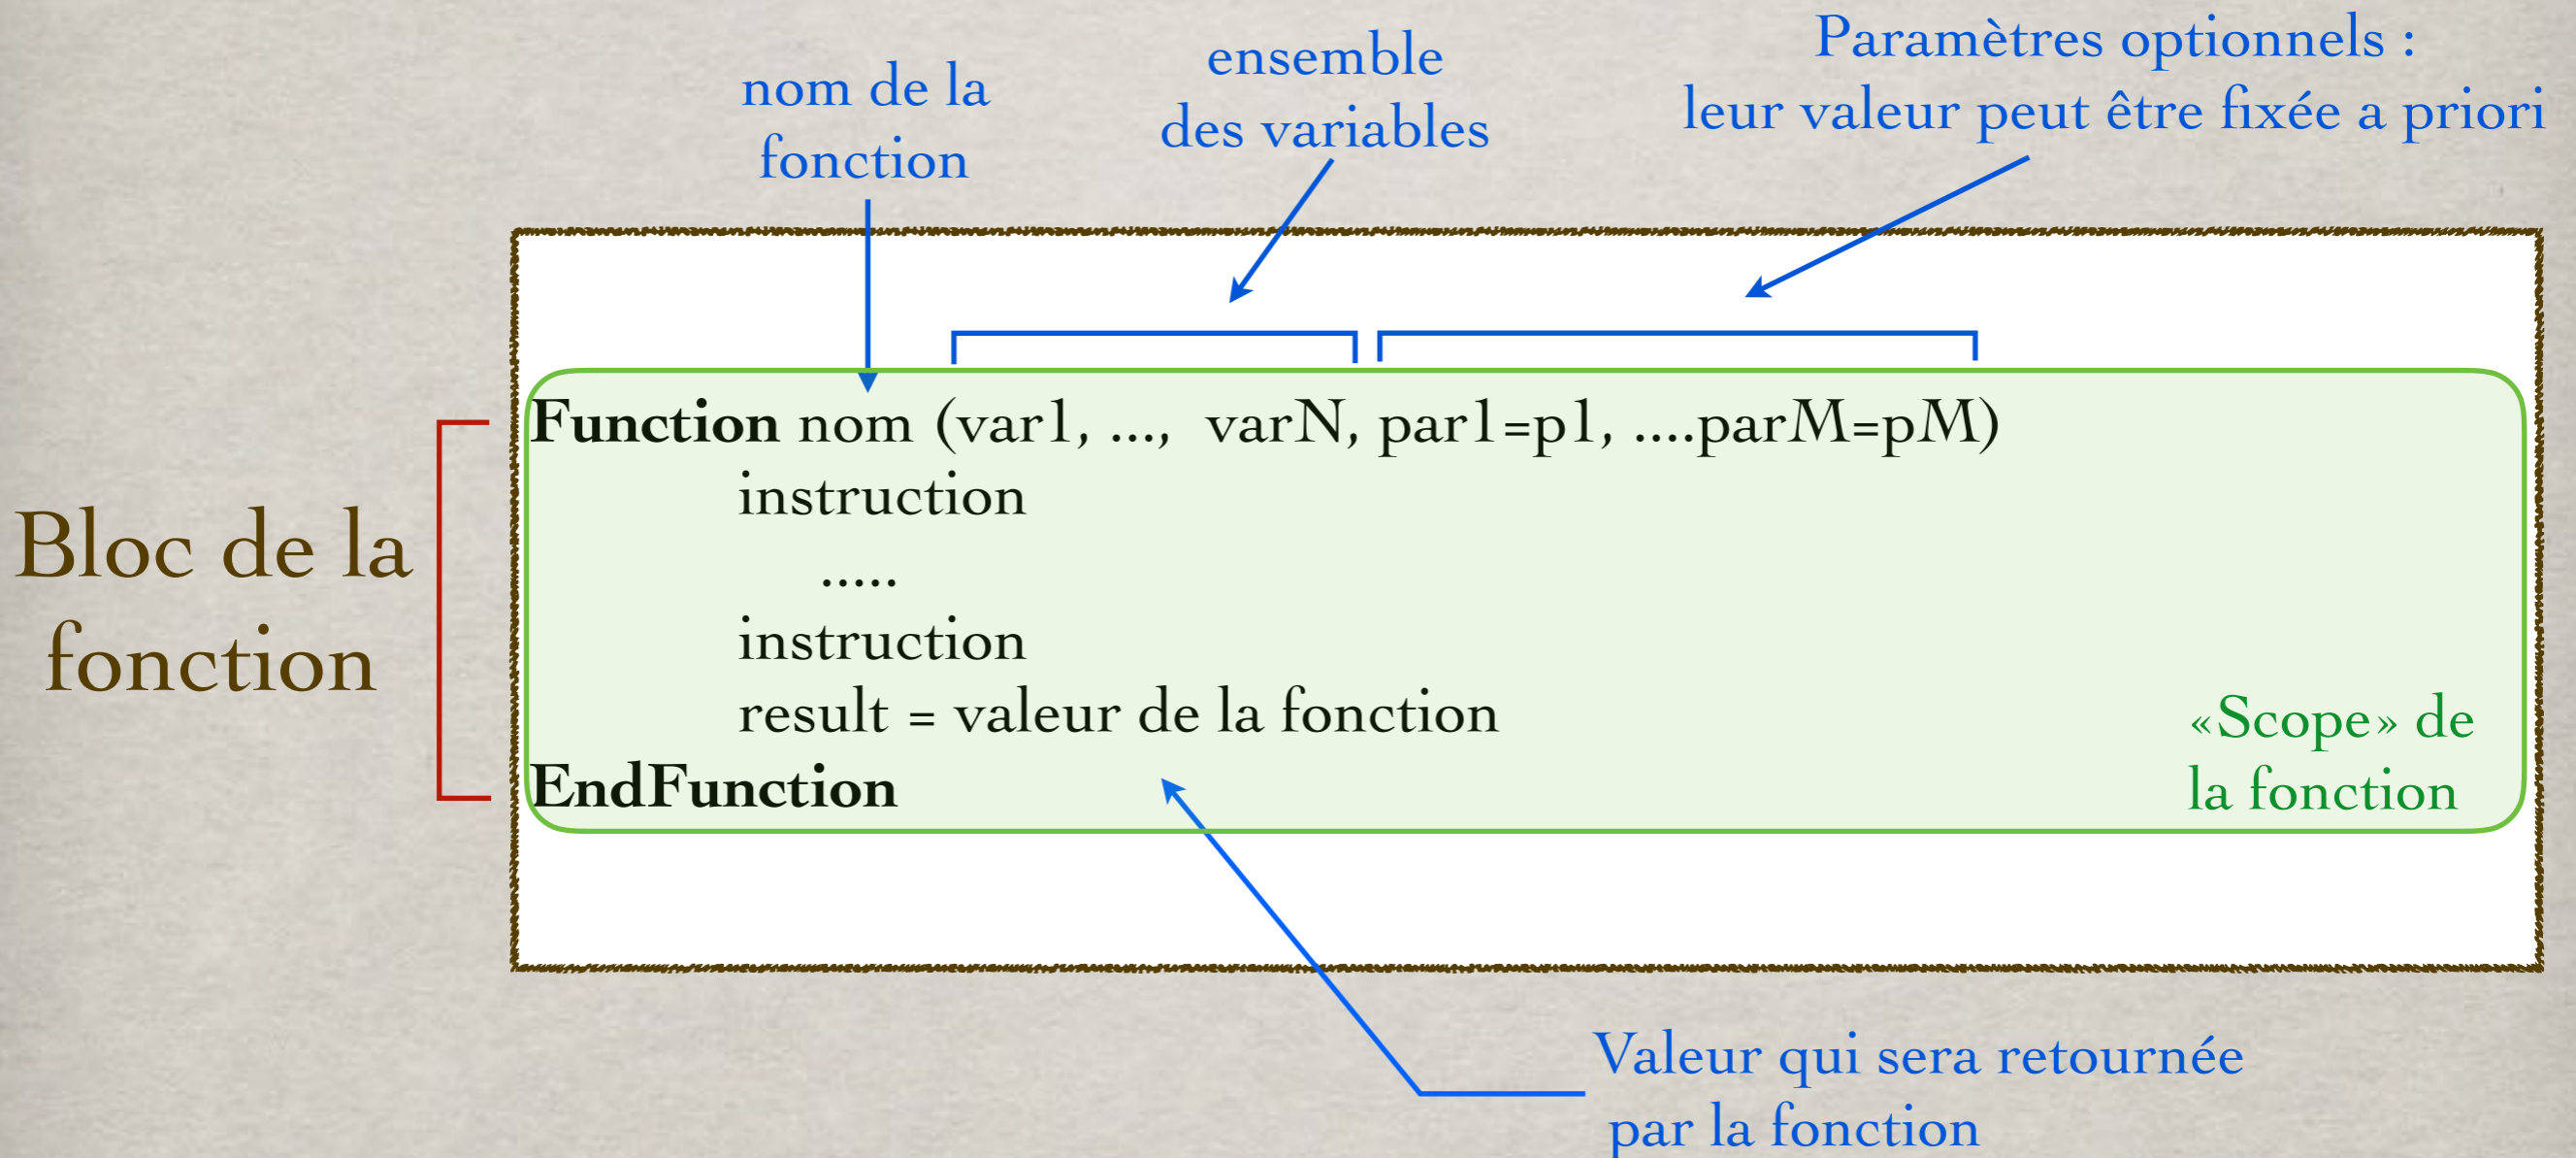 nom de la
fonction
ensemble
des variables
Paramètres optionnels :
leur valeur peut être fixée a priori
Bloc de la
fonction
Function nom (var1, ..., varN, par1=p1, ....parM=pM)
instruction
.....
instruction
result = valeur de la fonction
EndFunction
«Scope» de
la fonction
Valeur qui sera retournée
par la fonction